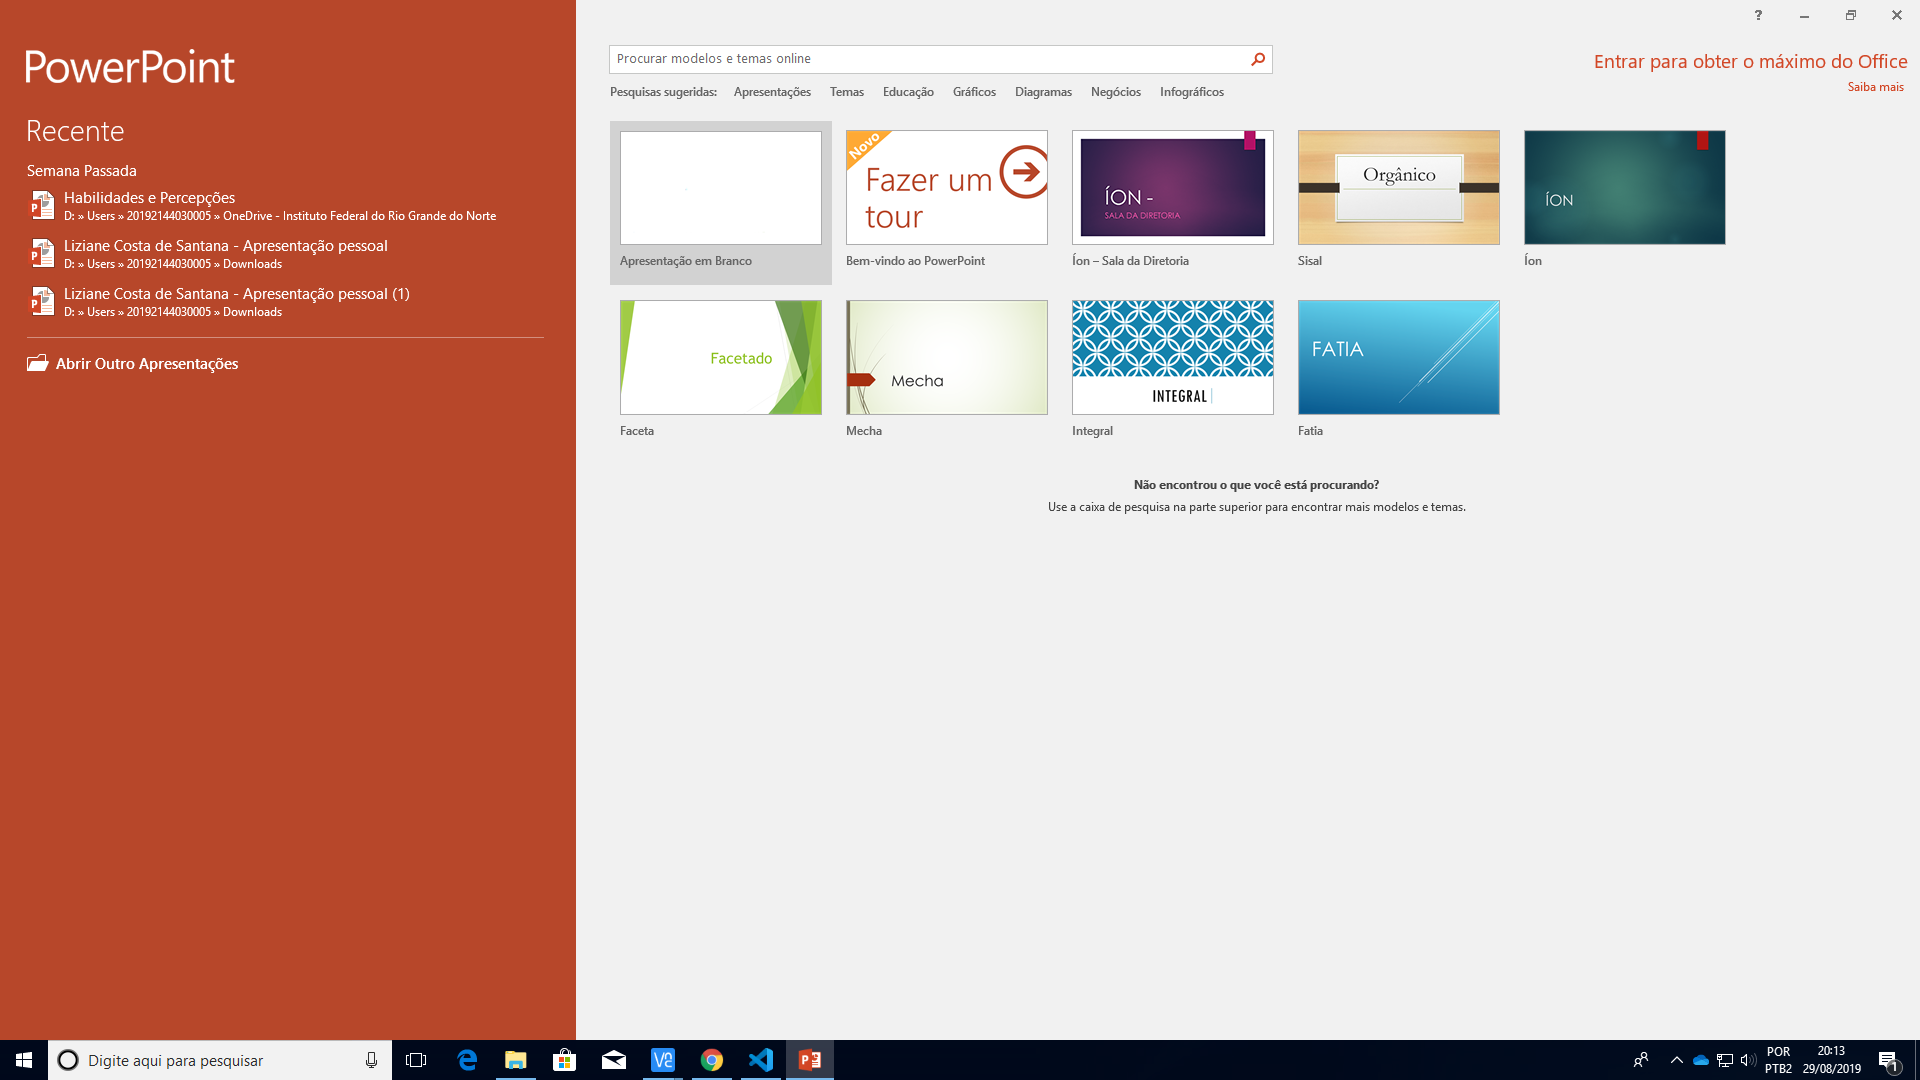 PowerPoint
Recente
Semana Passada
Habilidades e Percepções
D: » Users » 20192144030005 » OneDrive - Instituto Federal do Rio Grande do Norte
Liziane Costa de Santana - Apresentação pessoal
D: » Users » 20192144030005 » Downloads
Liziane Costa de Santana - Apresentação pessoal (1)
D: » Users » 20192144030005 » Downloads
Abrir Outro Apresentações
?
Procurar modelos e temas online
Entrar para obter o máximo do Office
Saiba mais
Pesquisas sugeridas: Apresentações Temas Educação Gráficos Diagramas Negócios Infográficos
Apresentação em Branco
Novo
Fazer um
tour
Bem-vindo ao PowerPoint
ÍON -
SALA DA DIRETORIA
Íon – Sala da Diretoria
Orgânico
Sisal
ÍON
Íon
Facetado
Faceta
Mecha
Mecha
INTEGRAL
Integral
FATIA
Fatia
Não encontrou o que você está procurando?
Use a caixa de pesquisa na parte superior para encontrar mais modelos e temas.
Digite aqui para pesquisar
POR
PTB2
20:13
29/08/2019
1